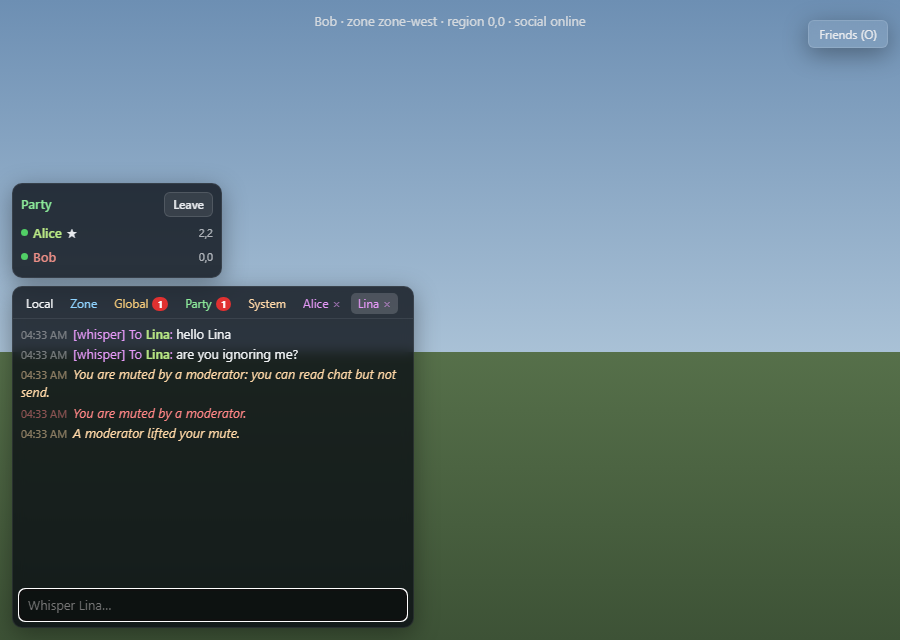 Bob · zone zone-west · region 0,0 · social online
Friends (O)
Party Leave
Alice ★ 2,2
Bob 0,0
Local Zone Global 1 Party 1 System Alice × Lina ×
04:33 AM [whisper] To Lina: hello Lina
04:33 AM [whisper] To Lina: are you ignoring me?
04:33 AM You are muted by a moderator: you can read chat but not
send.
04:33 AM You are muted by a moderator.
04:33 AM A moderator lifted your mute.
Whisper Lina...